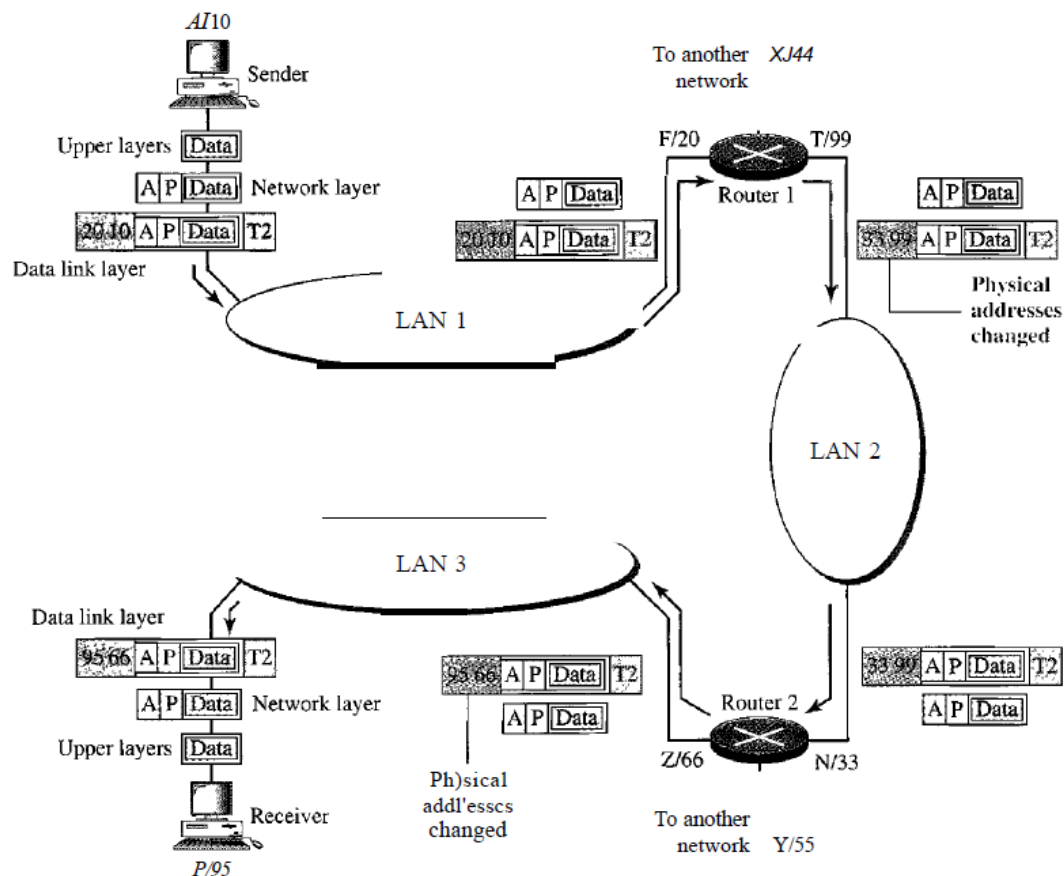 AI10
Sender
Upper layers Data
A P Data Network layer
20 10 A P Data T2
Data link layer
LAN 1
To another XJ44
network
F/20 T/99
Router 1
A P Data
20 10 A P Data T2
A P Data
33 99 A P Data T2
Physical
addresses
changed
LAN 2
LAN 3
Data link layer
95 66 A P Data T2
A P Data Network layer
Upper layers Data
Receiver
P/95
95 66 A P Data T2
A P Data
Ph)sical
addl'esscs
changed
Router 2
Z/66 N/33
33 99 A P Data T2
A P Data
To another
network Y/55